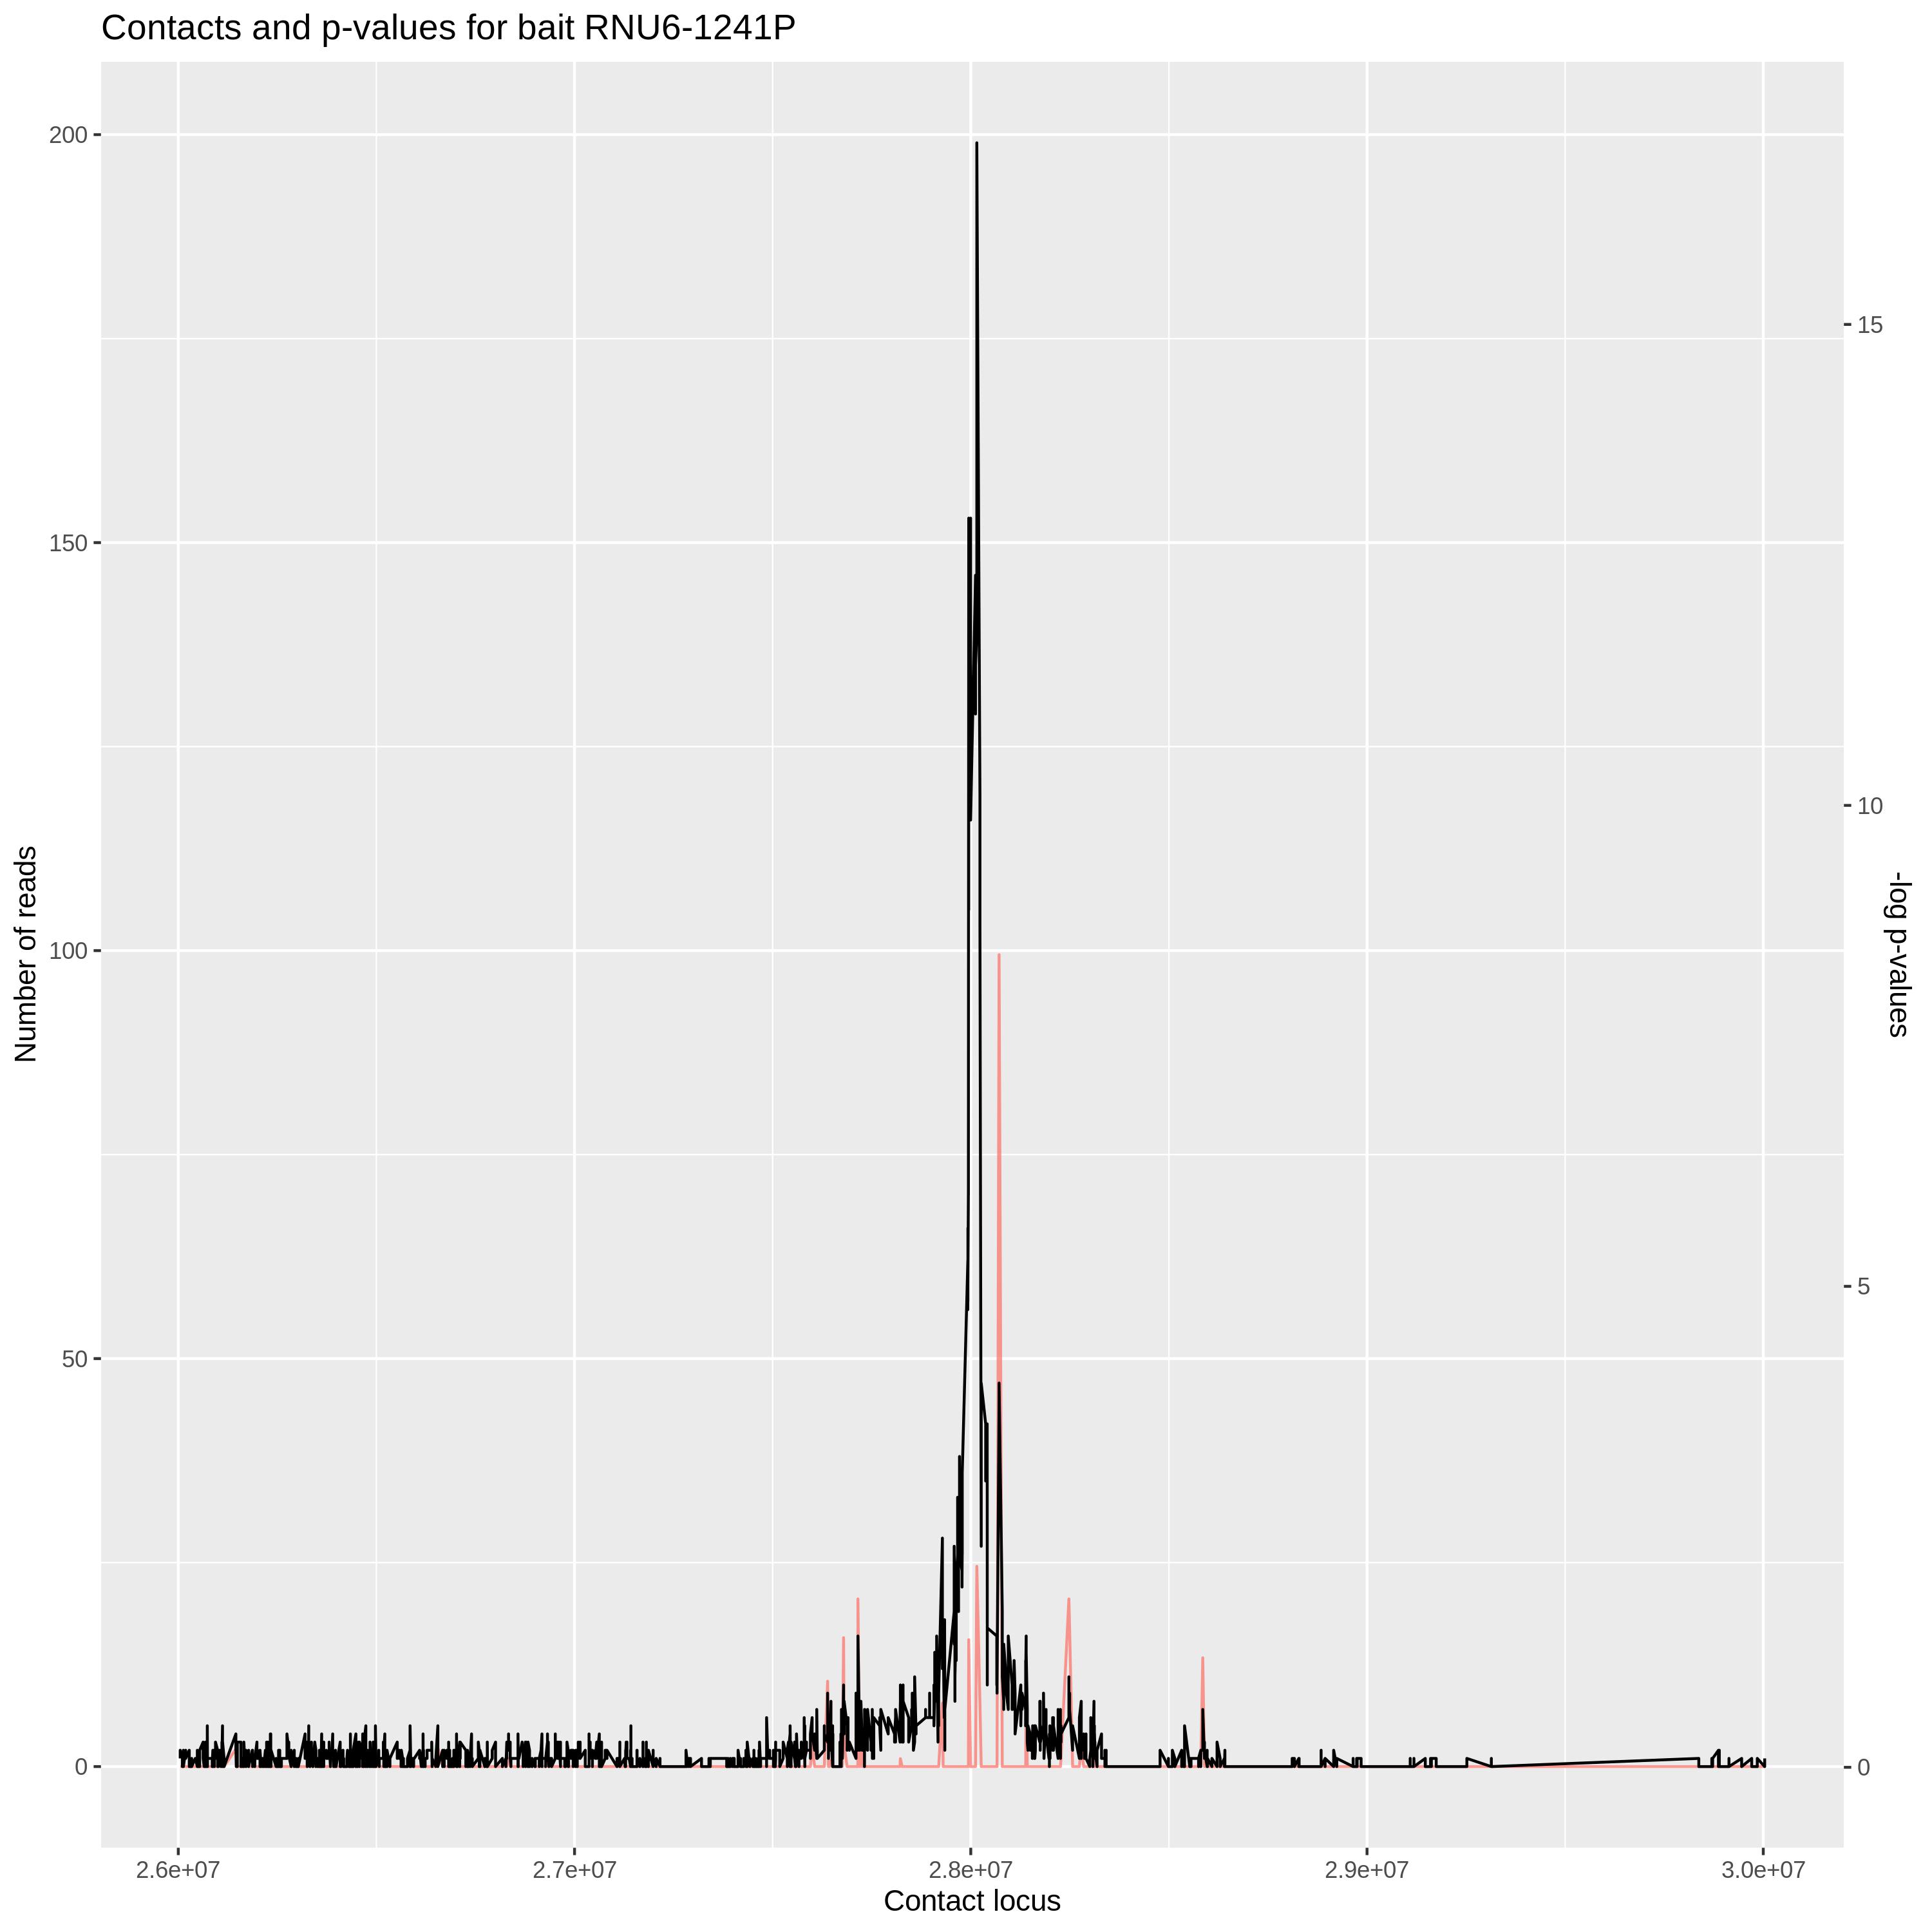 Contacts and p-values for bait RNU6-1241P
200
150
100
50
0
Number of reads
15
10
5
0
-log p-values
2.6e+07
2.7e+07
2.8e+07
2.9e+07
3.0e+07
Contact locus